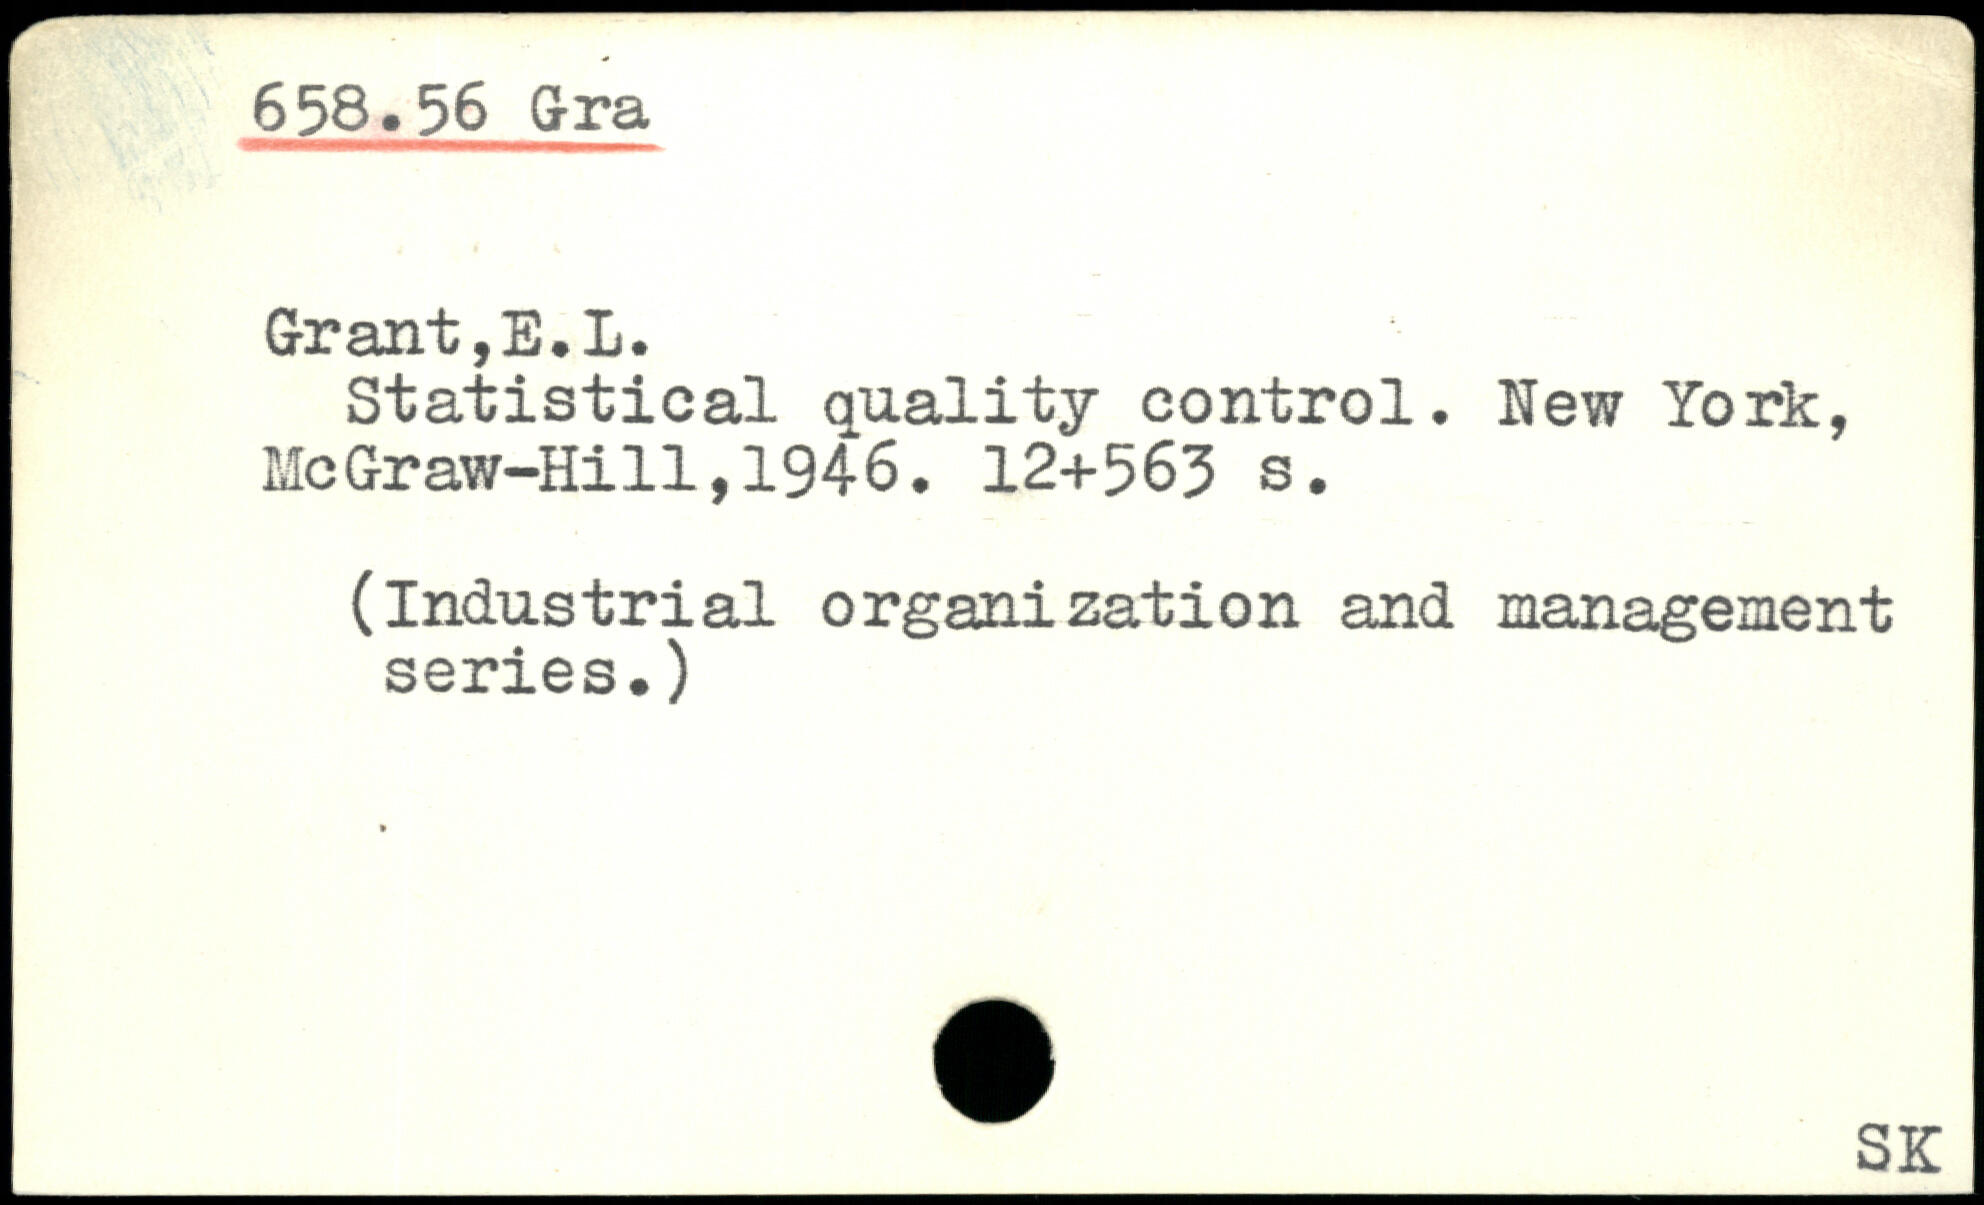 658.56 Gra
Grant,E.L.
Statistical quality control. New York,
McGraw-Hill,1946. 12+563 s.
(Industrial organization and management
series.)
SK